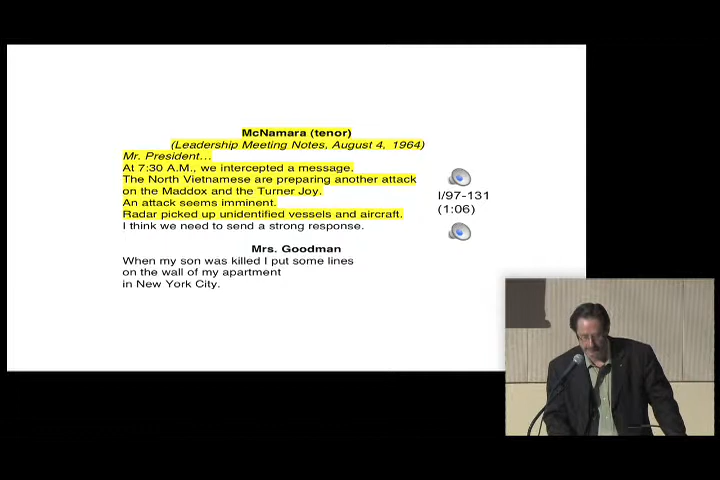 McNamara (tenor)
(Leadership Meeting Notes, August 4, 1964)
Mr. President...
At 7:30 A.M., we intercepted a message.
The North Vietnamese are preparing another attack
on the Maddox and the Turner Joy.
An attack seems imminent.
Radar picked up unidentified vessels and aircraft.
I think we need to send a strong response.
I/97-131
(1:06)
Mrs. Goodman
When my son was killed I put some lines
on the wall of my apartment
in New York City.